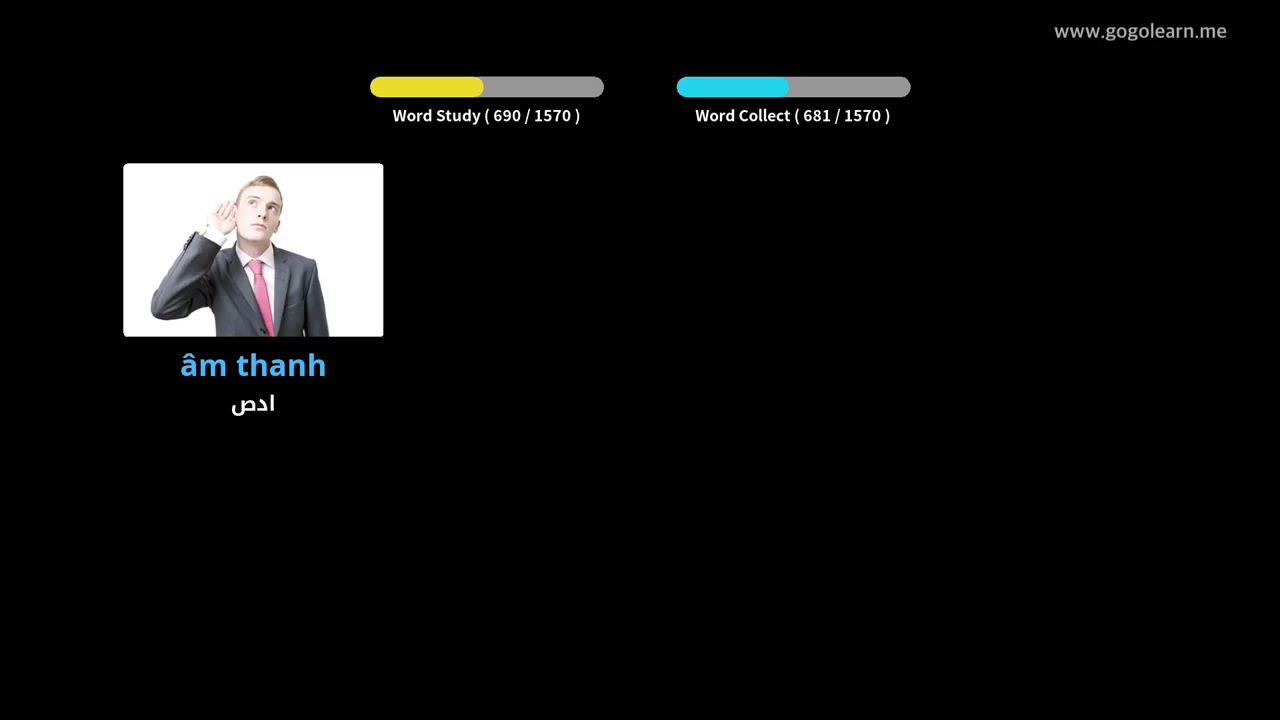 www.gogolearn.me
Word Study ( 690 / 1570 )
Word Collect ( 681 / 1570 )
âm thanh
ادص